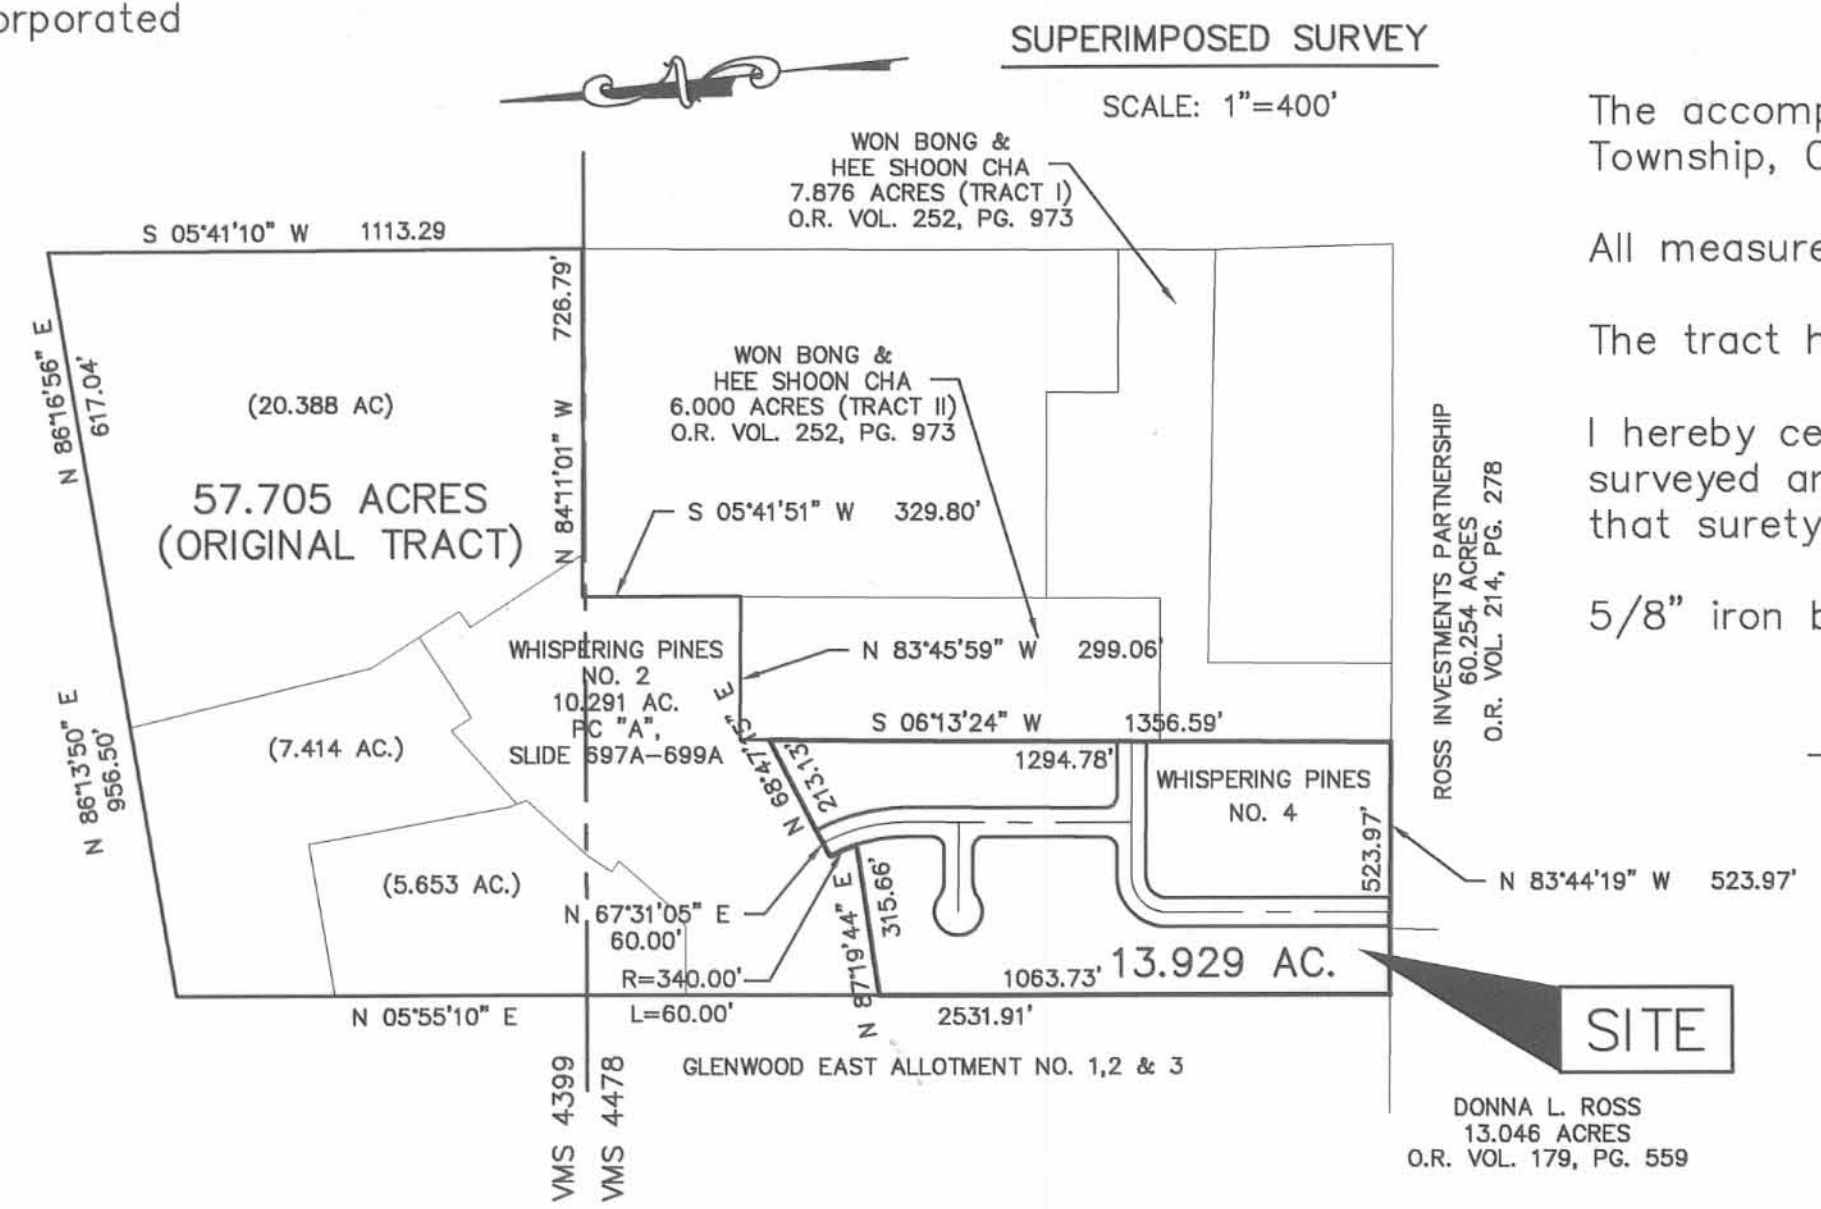 orporated
SUPERIMPOSED SURVEY
SCALE: 1"=400'
N
WON BONG &
HEE SHOON CHA
7.876 ACRES (TRACT I)
O.R. VOL. 252, PG. 973
S 05°41'10" W 1113.29
726.79'
N 84°11'01" W
N 86°16'56" E
617.04'
(20.388 AC)
57.705 ACRES
(ORIGINAL TRACT)
WON BONG &
HEE SHOON CHA
6.000 ACRES (TRACT II)
O.R. VOL. 252, PG. 973
S 05°41'51" W 329.80'
WHISPERING PINES
NO. 2
10.291 AC.
PC "A",
SLIDE 697A-699A
N 83°45'59" W 299.06'
S 06°13'24" W 1356.59'
1294.78'
N 68°47'45" E
213.13'
WHISPERING PINES
NO. 4
523.97'
N 83°44'19" W 523.97'
ROSS INVESTMENTS PARTNERSHIP
60.254 ACRES
O.R. VOL. 214, PG. 278
N 86°13'50" E
956.50'
(7.414 AC.)
(5.653 AC.)
N 67°31'05" E
60.00'
R=340.00'
L=60.00'
N 87°19'44" E
315.66'
1063.73'
13.929 AC.
N 05°55'10" E
2531.91'
GLENWOOD EAST ALLOTMENT NO. 1,2 & 3
VMS 4399
VMS 4478
SITE
DONNA L. ROSS
13.046 ACRES
O.R. VOL. 179, PG. 559
The accomp
Township, C
All measure
The tract h
I hereby ce
surveyed an
that surety
5/8" iron b